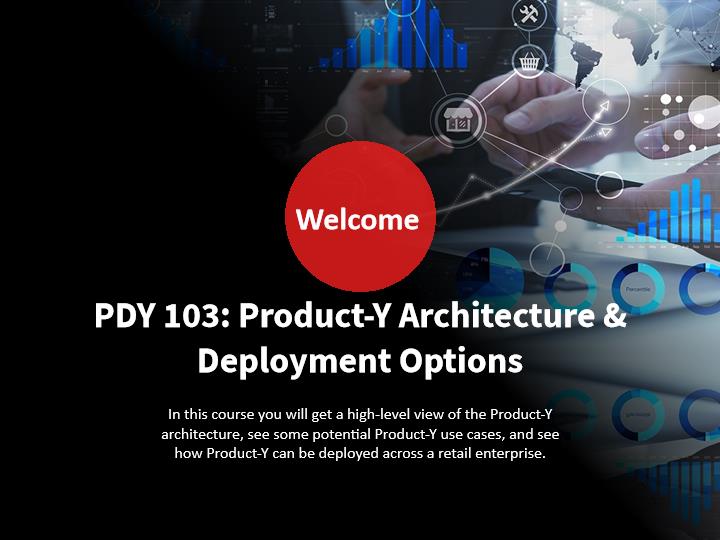 Welcome
PDY 103: Product-Y Architecture &
Deployment Options
In this course you will get a high-level view of the Product-Y
architecture, see some potential Product-Y use cases, and see
how Product-Y can be deployed across a retail enterprise.
Percentile